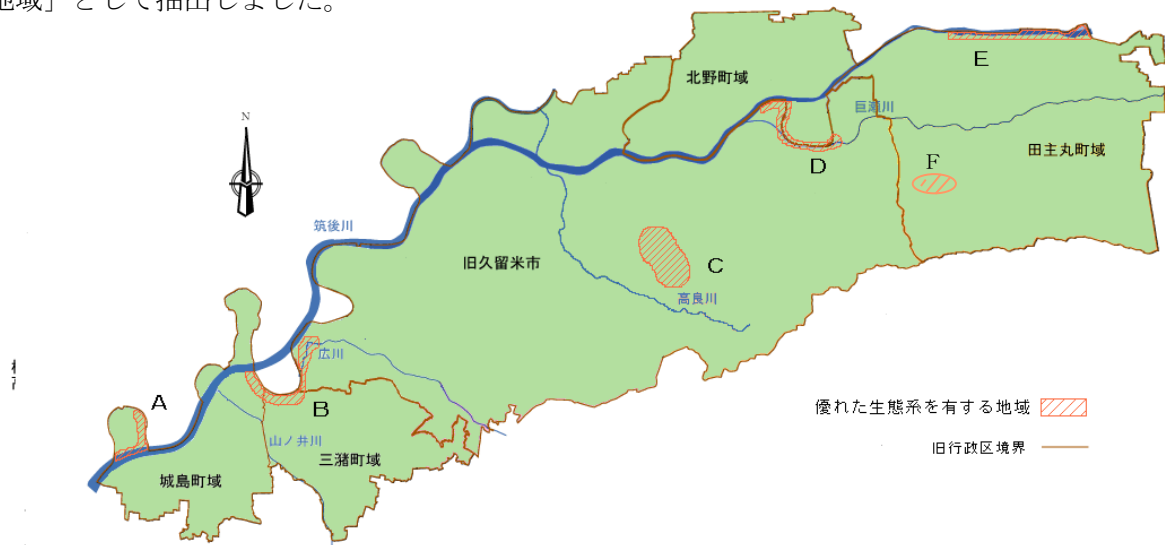 地域」として抽出しました。
北野町域
E
N
巨瀬川
田主丸町域
D
F
筑後川
旧久留米市
C
高良川
広川
A
B
優れた生態系を有する地域
山ノ井川
三潴町域
旧行政区境界
城島町域